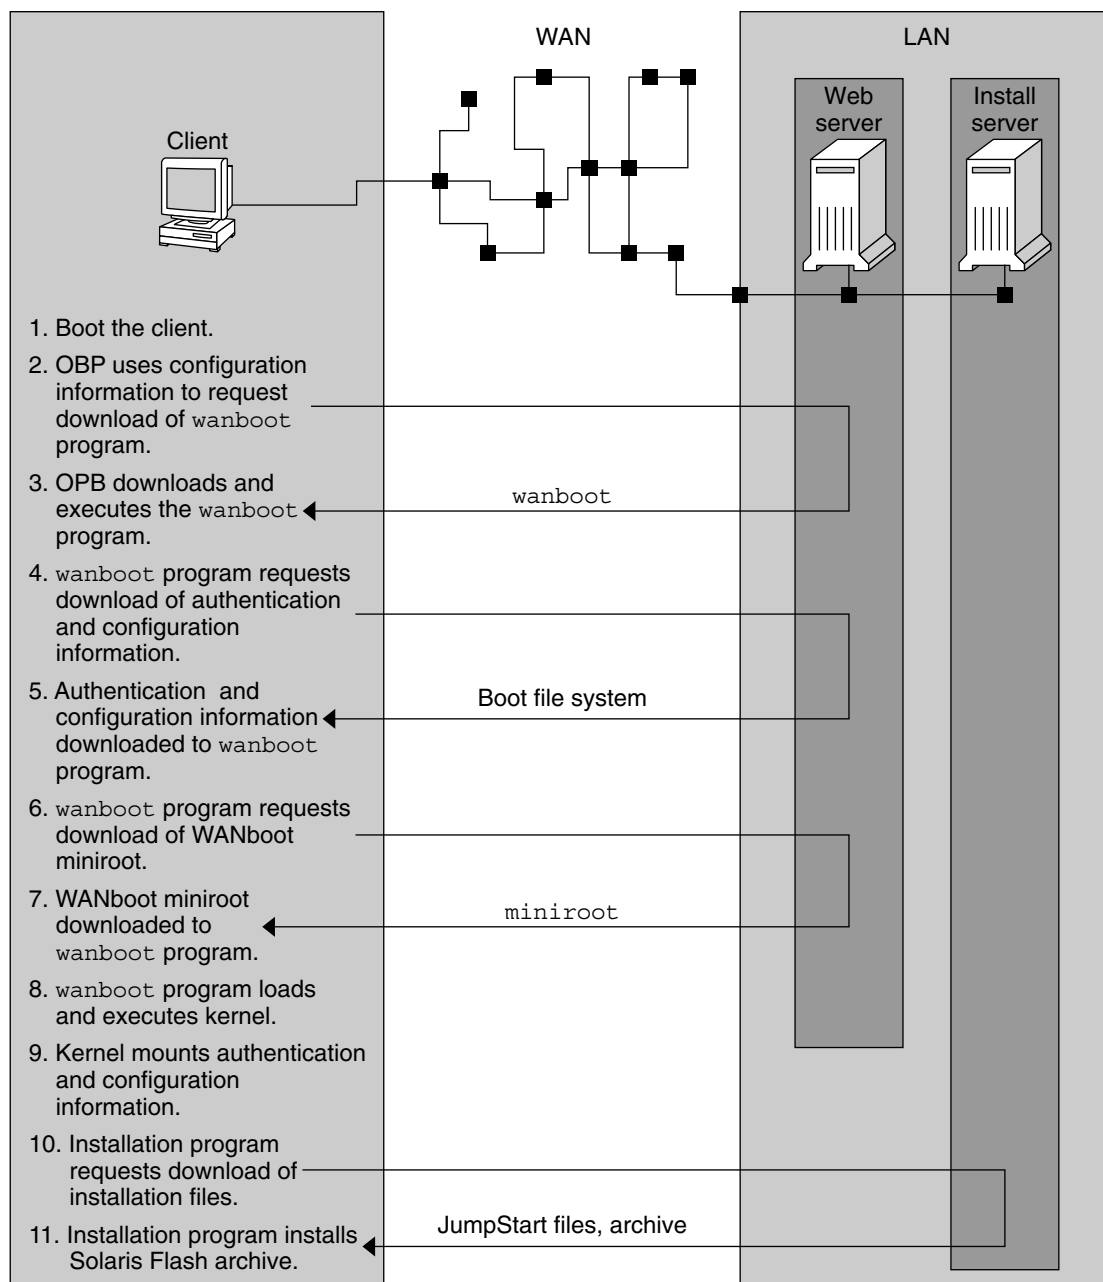 WAN
LAN
Web
server
Install
server
Client
1. Boot the client.
2. OBP uses configuration
information to request
download of wanboot
program.
3. OPB downloads and
executes the wanboot
program.
wanboot
4. wanboot program requests
download of authentication
and configuration
information.
5. Authentication and
configuration information
downloaded to wanboot
program.
Boot file system
6. wanboot program requests
download of WANboot
miniroot.
7. WANboot miniroot
downloaded to
wanboot program.
miniroot
8. wanboot program loads
and executes kernel.
9. Kernel mounts authentication
and configuration
information.
10. Installation program
requests download of
installation files.
11. Installation program installs
Solaris Flash archive.
JumpStart files, archive